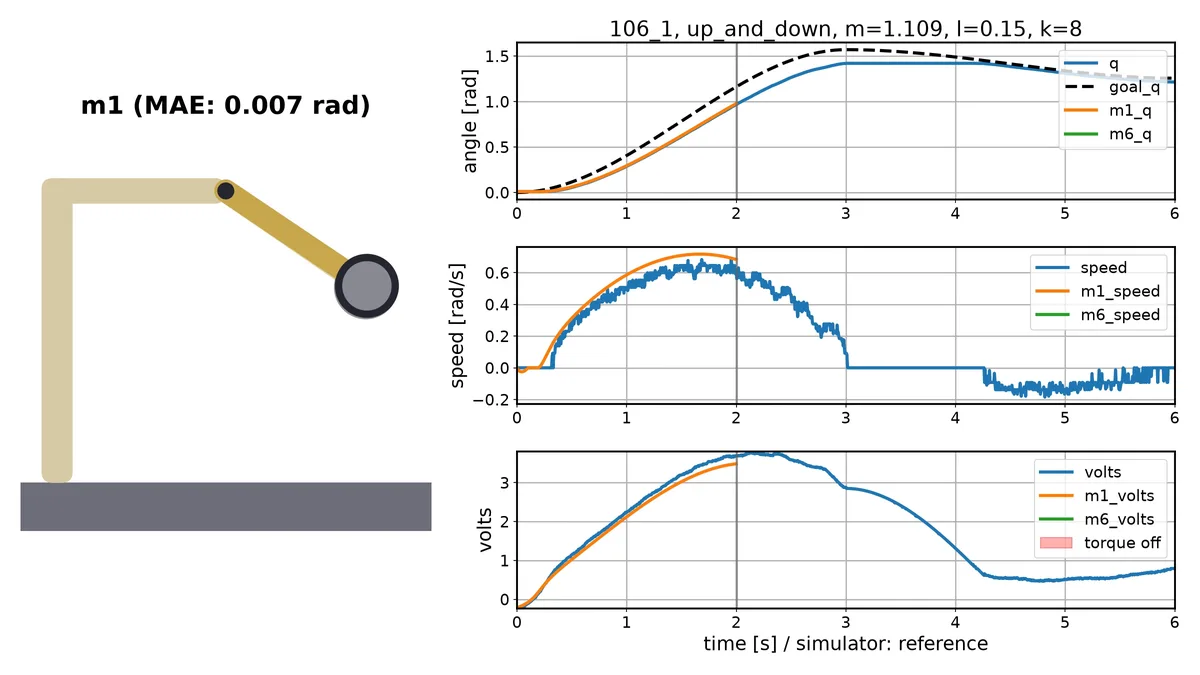 m1 (MAE: 0.007 rad)
106_1, up_and_down, m=1.109, l=0.15, k=8
angle [rad]
1.5
1.0
0.5
0.0
0 1 2 3 4 5 6
q
goal_q
m1_q
m6_q
speed [rad/s]
0.6
0.4
0.2
0.0
−0.2
0 1 2 3 4 5 6
speed
m1_speed
m6_speed
volts
3
2
1
0
0 1 2 3 4 5 6
volts
m1_volts
m6_volts
torque off
time [s] / simulator: reference